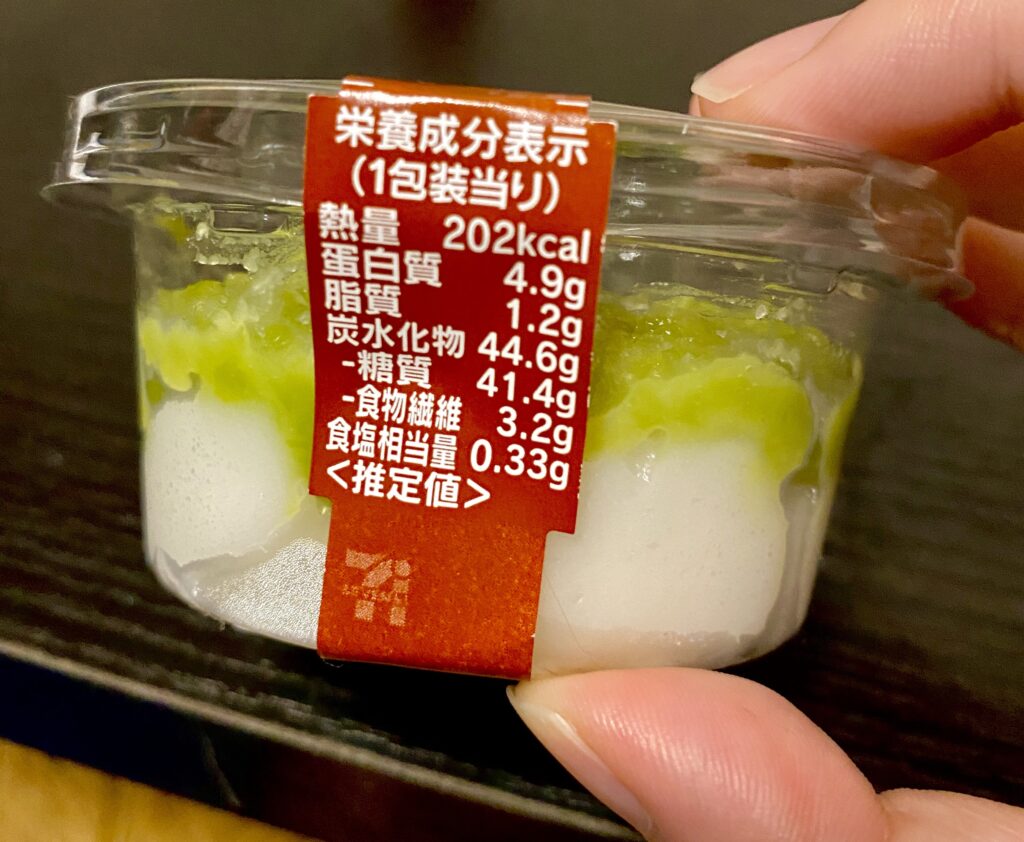 栄養成分表示
(1包装当り)
熱量 202kcal
蛋白質 4.9g
脂質 1.2g
炭水化物 44.6g
-糖質 41.4g
-食物繊維 3.2g
食塩相当量 0.33g
<推定値>